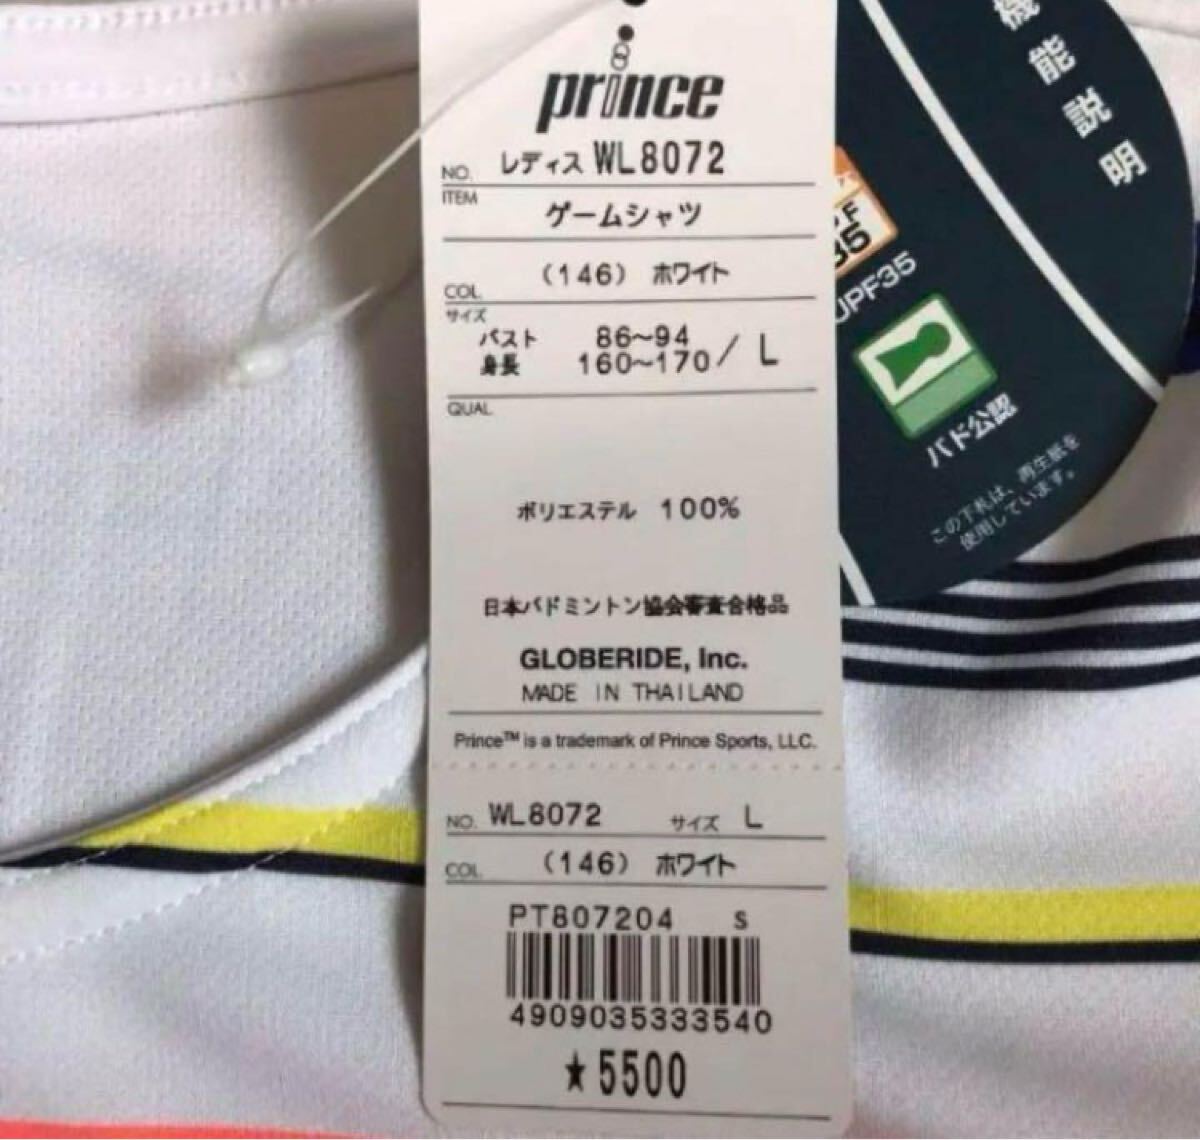 prince
NO. レディス WL8072
ITEM ゲームシャツ
COL. (146) ホワイト
サイズ
バスト 86〜94
身長 160〜170 / L
QUAL.
ポリエステル 100%
日本バドミントン協会審査合格品
GLOBERIDE, Inc.
MADE IN THAILAND
Prince™ is a trademark of Prince Sports, LLC.
NO. WL8072 サイズ L
COL. (146) ホワイト
PT807204 S
4909035333540
★5500
機能説明
35
UPF35
バド公認
この下札は、再生紙を
使用しています。